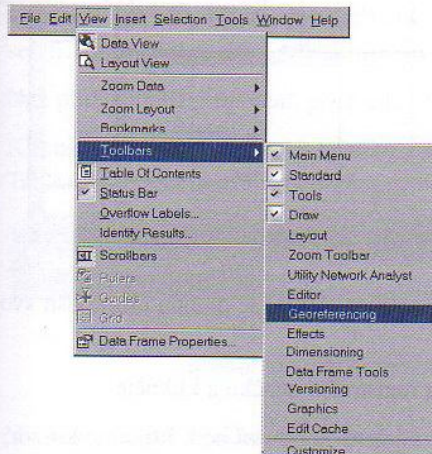 File Edit View Insert Selection Tools Window Help
Data View
Layout View
Zoom Data
Zoom Layout
Bookmarks
Toolbars
Table Of Contents
Status Bar
Overflow Labels...
Identify Results...
Scrollbars
Rulers
Guides
Grid
Data Frame Properties...
Main Menu
Standard
Tools
Draw
Layout
Zoom Toolbar
Utility Network Analyst
Editor
Georeferencing
Effects
Dimensioning
Data Frame Tools
Versioning
Graphics
Edit Cache
Customize